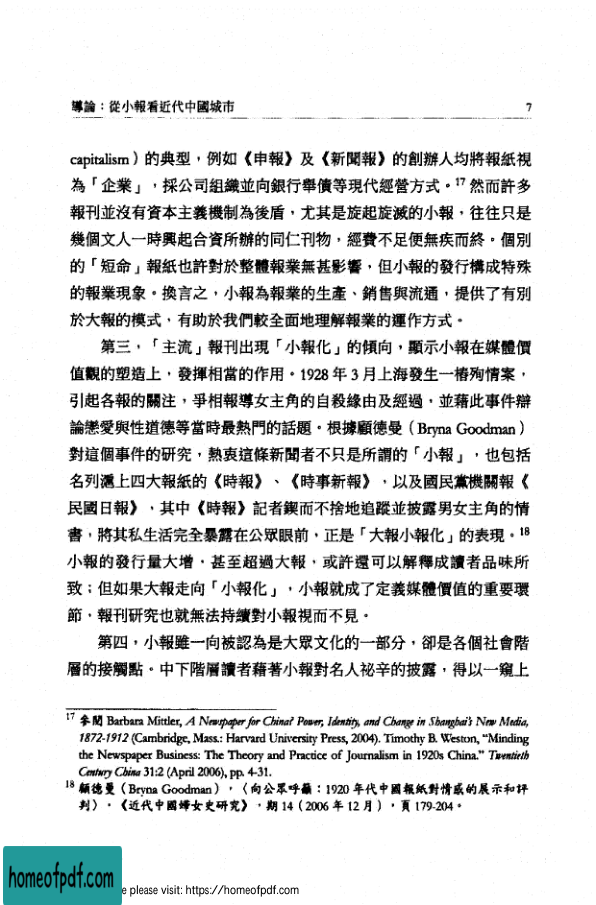 導論：從小報看近代中國城市 7
capitalism）的典型，例如《申報》及《新聞報》的創辦人均將報紙視
為「企業」，採公司組織並向銀行舉債等現代經營方式。17 然而許多
報刊並沒有資本主義機制為後盾，尤其是旋起旋滅的小報，往往只是
幾個文人一時興起合資所辦的同仁刊物，經費不足便無疾而終。個別
的「短命」報紙也許對於整體報業無甚影響，但小報的發行構成特殊
的報業現象。換言之，小報為報業的生產、銷售與流通，提供了有別
於大報的模式，有助於我們較全面地理解報業的運作方式。
第三，「主流」報刊出現「小報化」的傾向，顯示小報在媒體價
值觀的塑造上，發揮相當的作用。1928 年 3 月上海發生一樁殉情案，
引起各報的關注，爭相報導女主角的自殺緣由及經過，並藉此事件辯
論戀愛與性道德等當時最熱門的話題。根據顧德曼（Bryna Goodman）
對這個事件的研究，熱衷這條新聞者不只是所謂的「小報」，也包括
名列滬上四大報紙的《時報》、《時事新報》，以及國民黨機關報《
民國日報》，其中《時報》記者鍥而不捨地追蹤並披露男女主角的情
書，將其私生活完全暴露在公眾眼前，正是「大報小報化」的表現。18
小報的發行量大增，甚至超過大報，或許還可以解釋成讀者品味所
致；但如果大報走向「小報化」，小報就成了定義媒體價值的重要環
節，報刊研究也就無法持續對小報視而不見。
第四，小報雖一向被認為是大眾文化的一部分，卻是各個社會階
層的接觸點。中下階層讀者藉著小報對名人祕辛的披露，得以一窺上
17 參閱 Barbara Mittler, A Newspaper for China? Power, Identity, and Change in Shanghai's New Media,
1872-1912 (Cambridge, Mass.: Harvard University Press, 2004). Timothy B. Weston, “Minding
the Newspaper Business: The Theory and Practice of Journalism in 1920s China.” Twentieth
Century China 31:2 (April 2006), pp. 4-31.
18 顧德曼（Bryna Goodman），〈向公眾呼籲：1920 年代中國報紙對情感的展示和評
判〉，《近代中國婦女史研究》，期 14（2006 年 12 月），頁 179-204。
homeofpdf.com
e please visit: https://homeofpdf.com